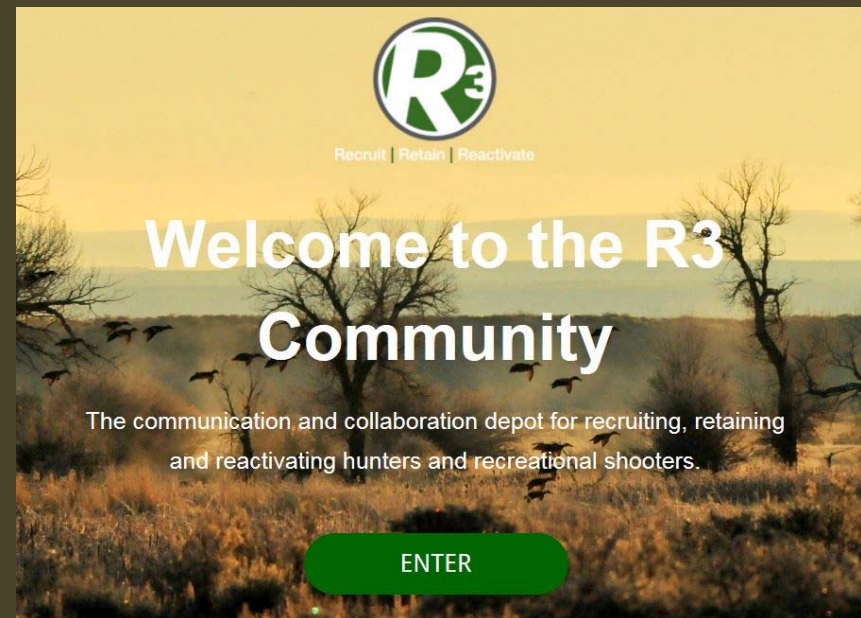 R3
Recruit | Retain | Reactivate
Welcome to the R3
Community
The communication and collaboration depot for recruiting, retaining
and reactivating hunters and recreational shooters.
ENTER